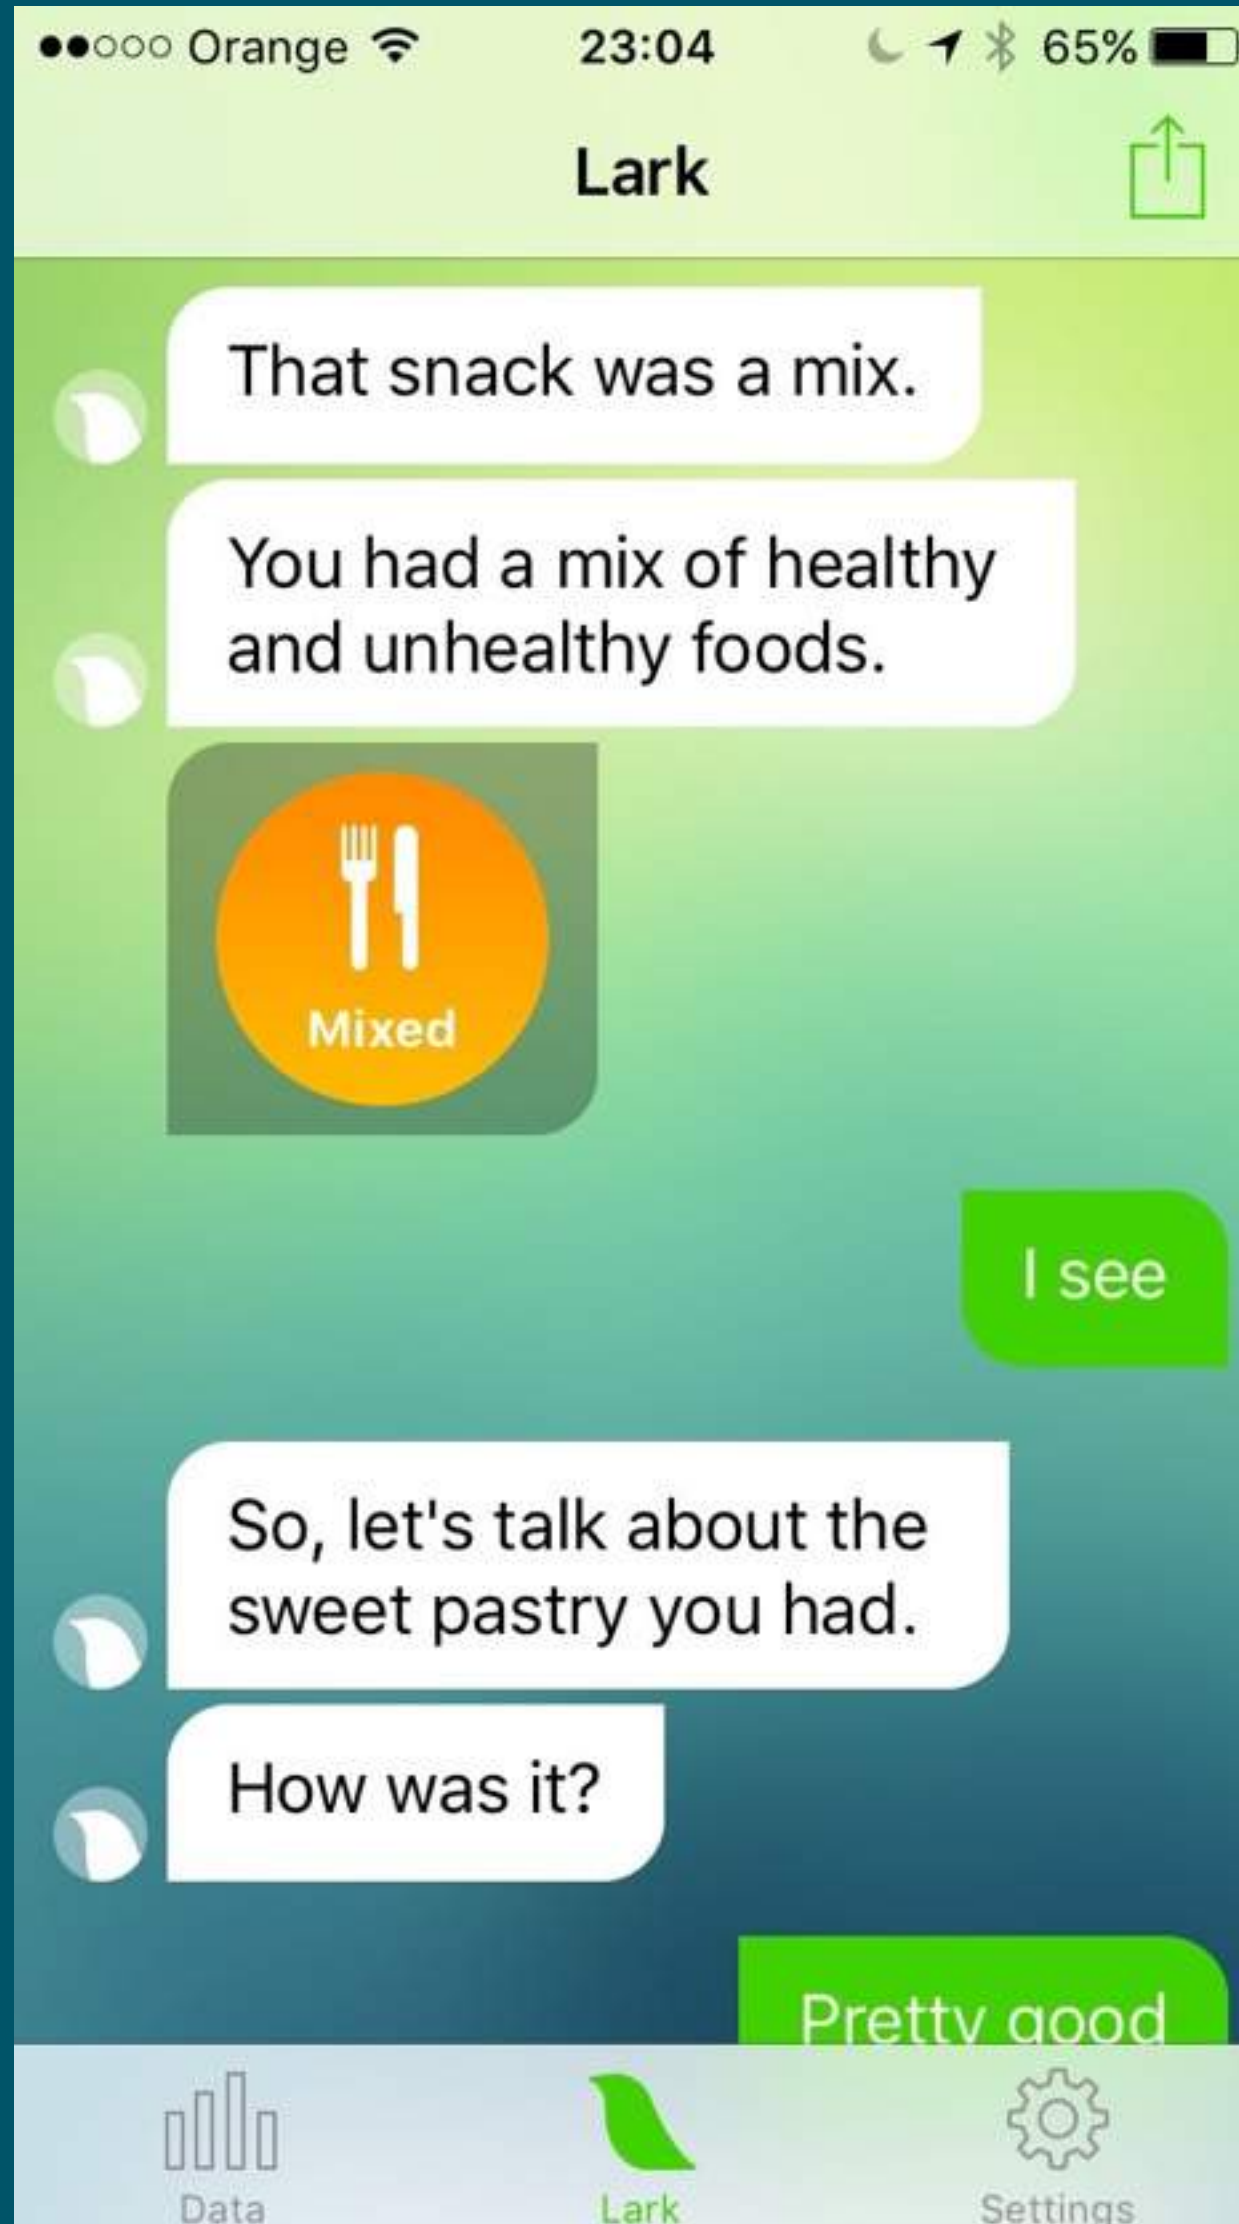 Orange 23:04 65%
Lark
That snack was a mix.
You had a mix of healthy
and unhealthy foods.
Mixed
I see
So, let's talk about the
sweet pastry you had.
How was it?
Pretty good
Data Lark Settings